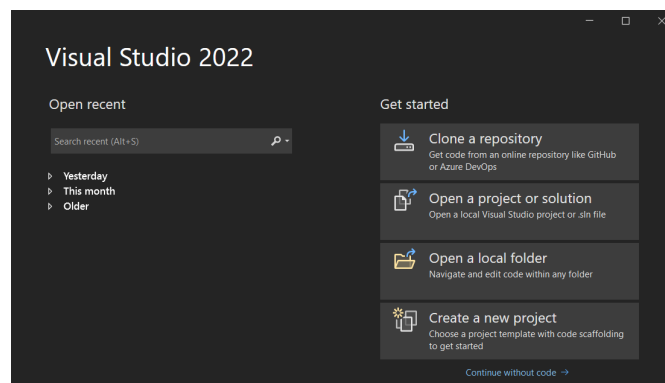 Visual Studio 2022
Open recent
Search recent (Alt+S)
Yesterday
This month
Older
Get started
Clone a repository
Get code from an online repository like GitHub
or Azure DevOps
Open a project or solution
Open a local Visual Studio project or .sln file
Open a local folder
Navigate and edit code within any folder
Create a new project
Choose a project template with code scaffolding
to get started
Continue without code →